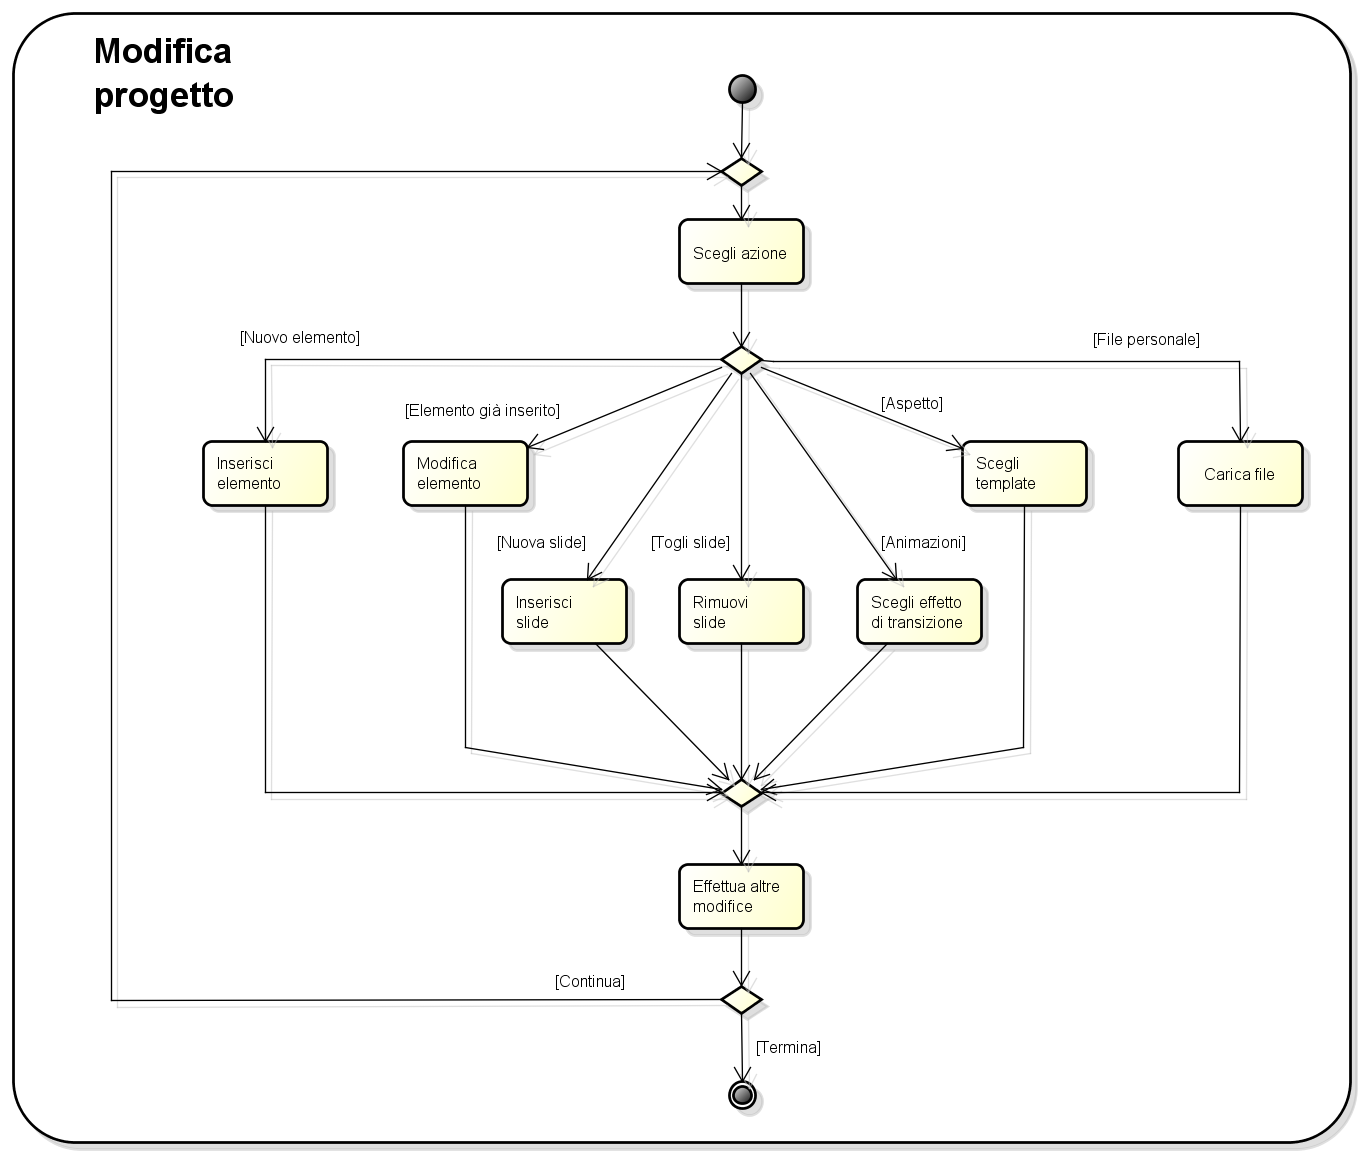 Modifica
progetto
Scegli azione
[Nuovo elemento]
[File personale]
[Elemento già inserito]
[Aspetto]
Inserisci
elemento
Modifica
elemento
Scegli
template
Carica file
[Nuova slide]
[Togli slide]
[Animazioni]
Inserisci
slide
Rimuovi
slide
Scegli effetto
di transizione
Effettua altre
modifice
[Continua]
[Termina]